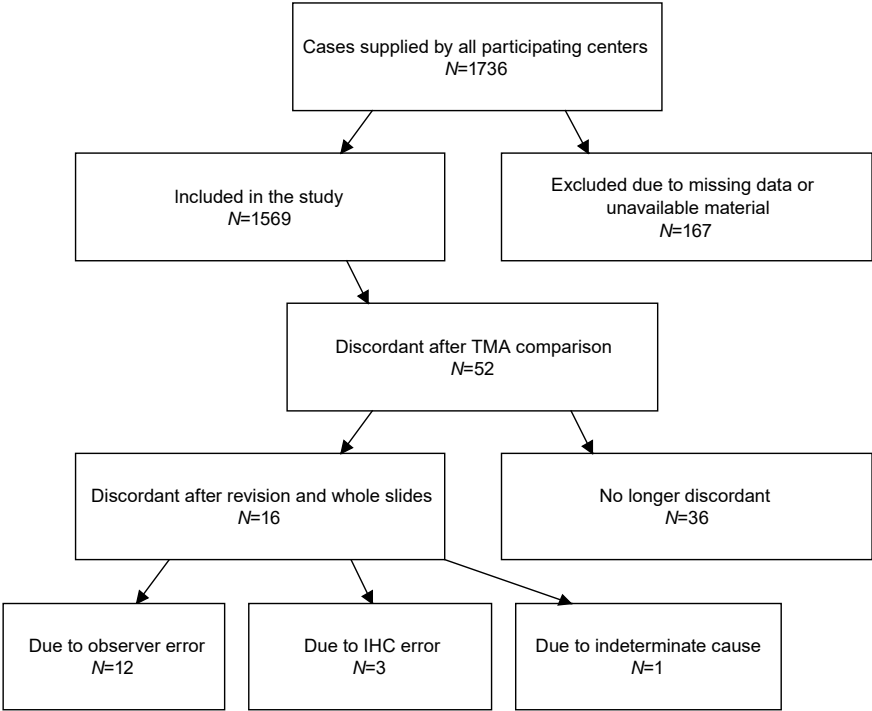 Cases supplied by all participating centers
N=1736
Included in the study
N=1569
Excluded due to missing data or
unavailable material
N=167
Discordant after TMA comparison
N=52
Discordant after revision and whole slides
N=16
No longer discordant
N=36
Due to observer error
N=12
Due to IHC error
N=3
Due to indeterminate cause
N=1